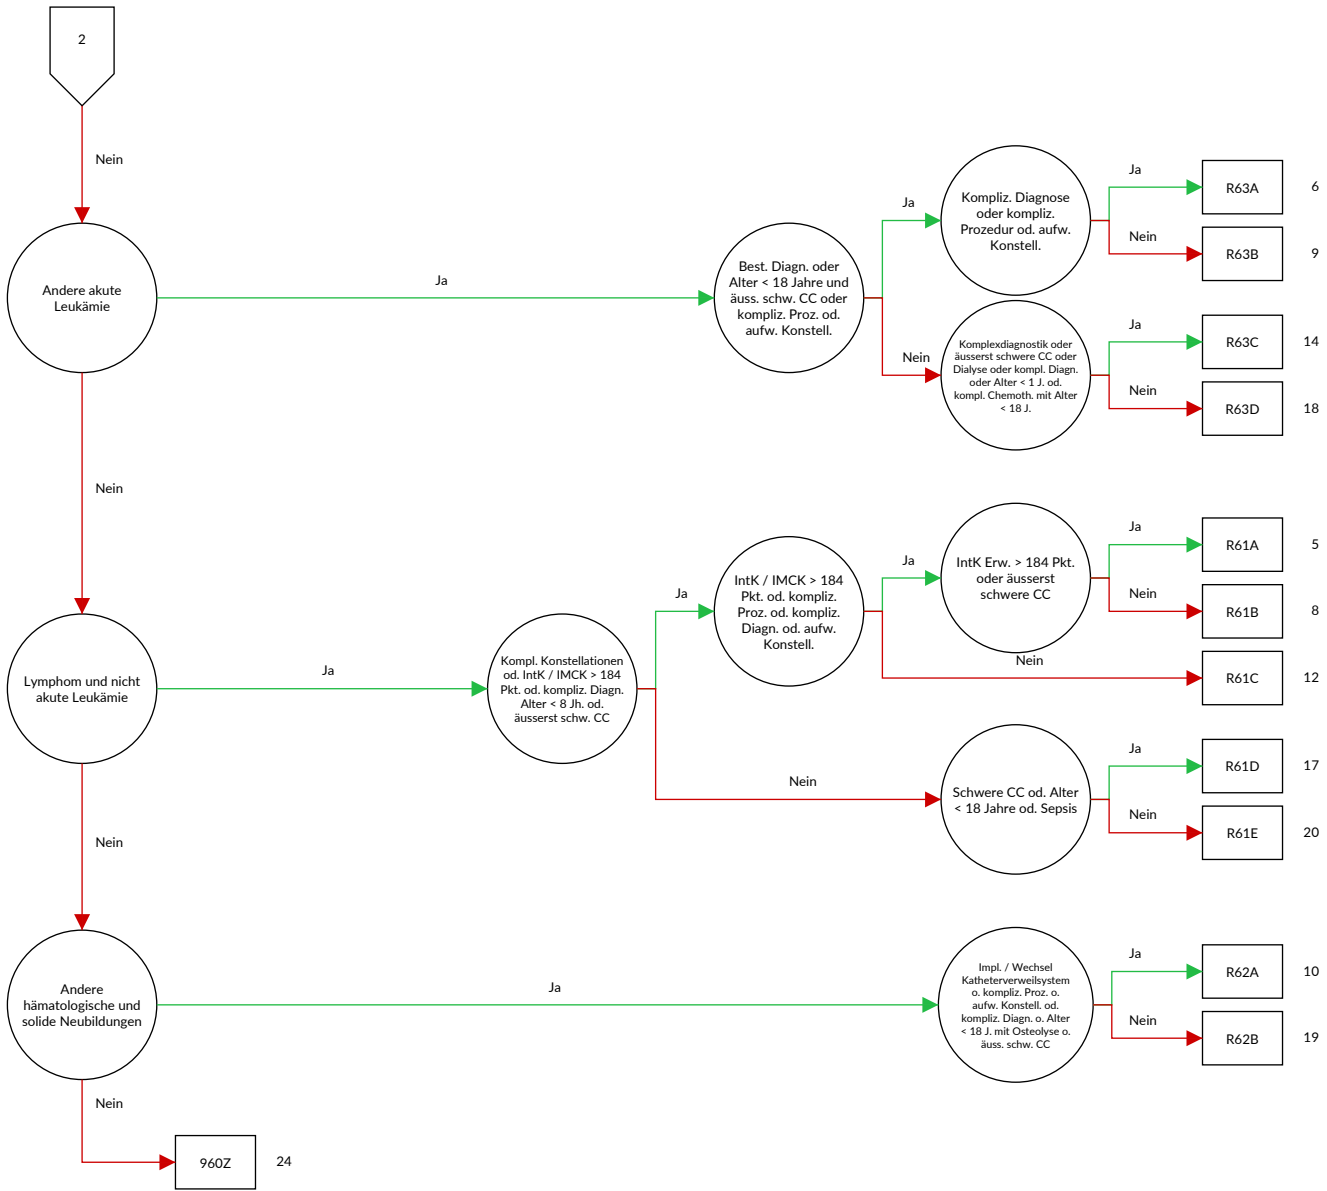 2
Nein
Andere akute
Leukämie
Ja
Best. Diagn. oder
Alter < 18 Jahre und
äuss. schw. CC oder
kompliz. Proz. od.
aufw. Konstell.
Ja
Kompliz. Diagnose
oder kompliz.
Prozedur od. aufw.
Konstell.
Ja
R63A
6
Nein
R63B
9
Nein
Komplexdiagnostik oder
äusserst schwere CC oder
Dialyse oder kompl. Diagn.
oder Alter < 1 J. od.
kompl. Chemoth. mit Alter
< 18 J.
Ja
R63C
14
Nein
R63D
18
Nein
Lymphom und nicht
akute Leukämie
Ja
Kompl. Konstellationen
od. IntK / IMCK > 184
Pkt. od. kompliz. Diagn.
Alter < 8 Jh. od.
äusserst schw. CC
Ja
IntK / IMCK > 184
Pkt. od. kompliz.
Proz. od. kompliz.
Diagn. od. aufw.
Konstell.
Ja
IntK Erw. > 184 Pkt.
oder äusserst
schwere CC
Ja
R61A
5
Nein
R61B
8
Nein
R61C
12
Nein
Schwere CC od. Alter
< 18 Jahre od. Sepsis
Ja
R61D
17
Nein
R61E
20
Nein
Andere
hämatologische und
solide Neubildungen
Ja
Impl. / Wechsel
Katheterverweilsystem
o. kompliz. Proz. o.
aufw. Konstell. od.
kompliz. Diagn. o. Alter
< 18 J. mit Osteolyse o.
äuss. schw. CC
Ja
R62A
10
Nein
R62B
19
Nein
960Z
24